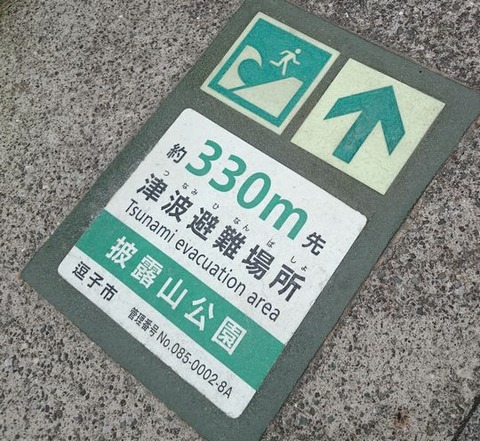 約330m先
つなみひなんばしょ
津波避難場所
Tsunami evacuation area
披露山公園
逗子市
管理番号 No.085-0002-8A